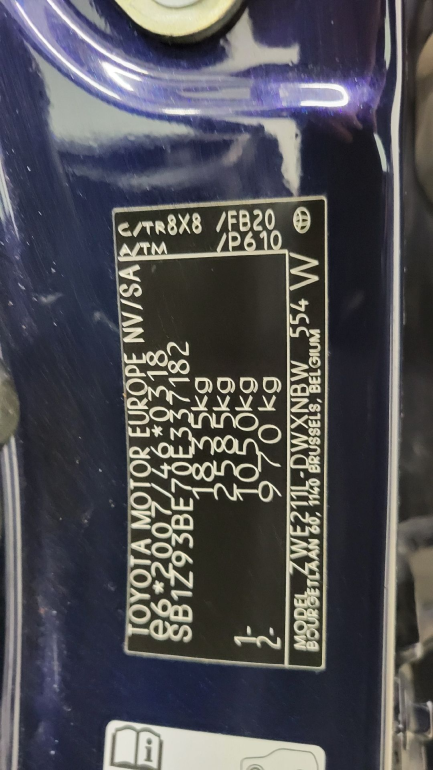 TOYOTA MOTOR EUROPE NV/SA
e6*2007/46*0318
SB1Z93BE70E337182
1835kg
2585kg
1- 1050kg
2- 970kg
C/TR 8X8 /FB20
A/TM /P610
MODEL ZWE211L-DWXNBW 554 W
BOURGETLAAN 60, 1140 BRUSSELS, BELGIUM